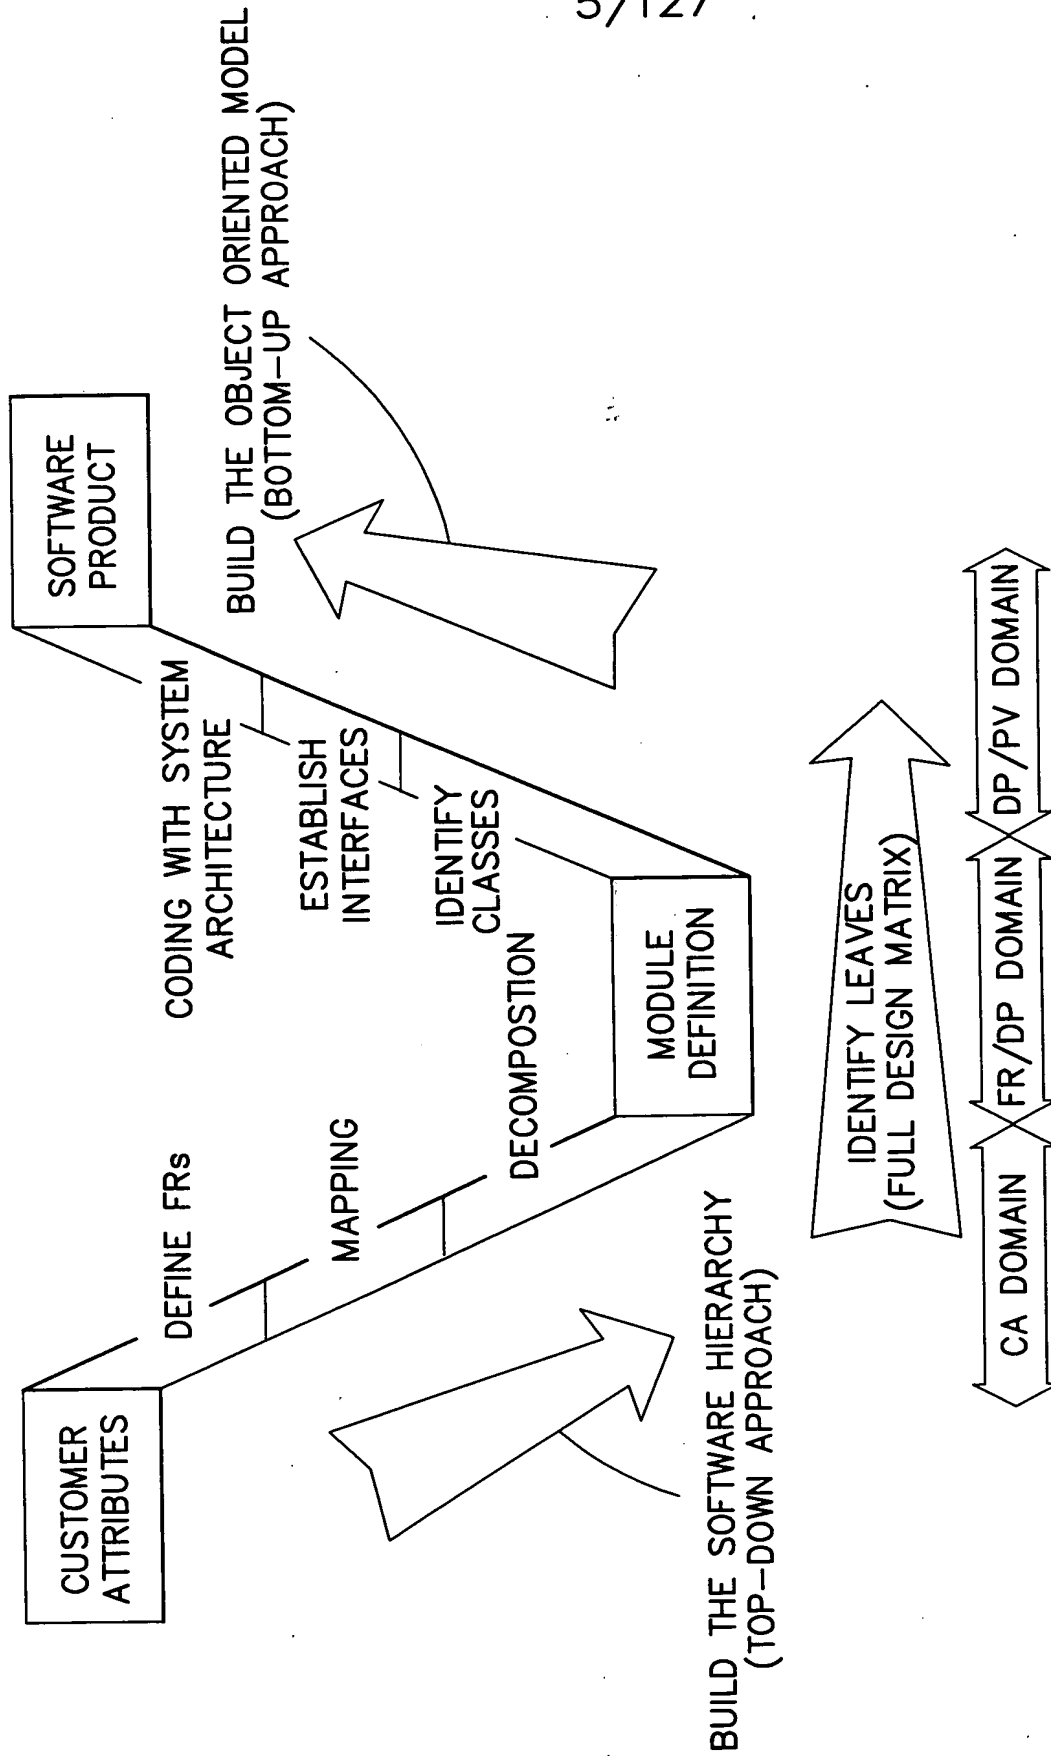 5/127
CUSTOMER
ATTRIBUTES
DEFINE FRs
MAPPING
DECOMPOSTION
MODULE
DEFINITION
IDENTIFY
CLASSES
ESTABLISH
INTERFACES
CODING WITH SYSTEM
ARCHITECTURE
SOFTWARE
PRODUCT
BUILD THE OBJECT ORIENTED MODEL
(BOTTOM-UP APPROACH)
BUILD THE SOFTWARE HIERARCHY
(TOP-DOWN APPROACH)
IDENTIFY LEAVES
(FULL DESIGN MATRIX)
CA DOMAIN
FR/DP DOMAIN
DP/PV DOMAIN